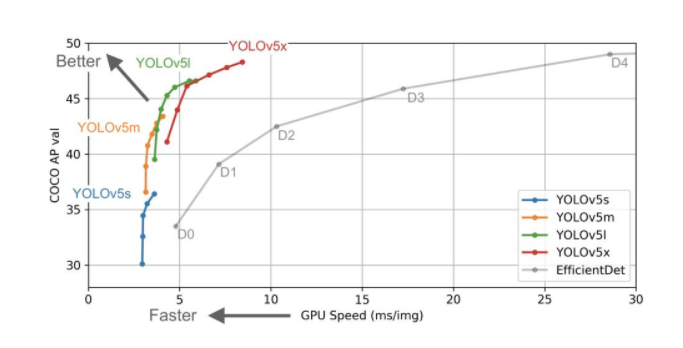 YOLOv5x
50
Better
YOLOv5l
D4
45
D3
YOLOv5m
D2
COCO AP val
40
D1
YOLOv5s
35
D0
30
YOLOv5s
YOLOv5m
YOLOv5l
YOLOv5x
EfficientDet
0 5 10 15 20 25 30
Faster
GPU Speed (ms/img)